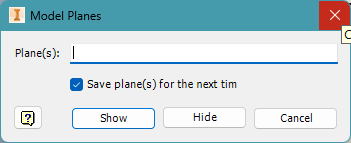 Model Planes
Plane(s):
Save plane(s) for the next tim
Show Hide Cancel